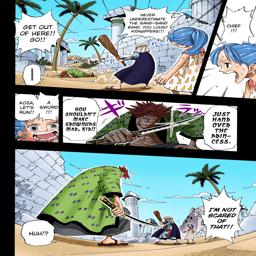 GET OUT
OF HERE!!
GO!!
NEVER
UNDERESTIMATE
THE SAND-SAND
BAND, YOU LOUSY
KIDNAPPERS!!!
CHIEF
!!!
KOZA,
LET'S
RUN!!
A
SWORD
!!!
YOU
SHOULDN'T
MAKE
GROWNUPS
MAD, KID!!
JUST
HAND
OVER
THE
PRIN-
CESS.
HUH!?
I'M NOT
SCARED
OF
THAT!!